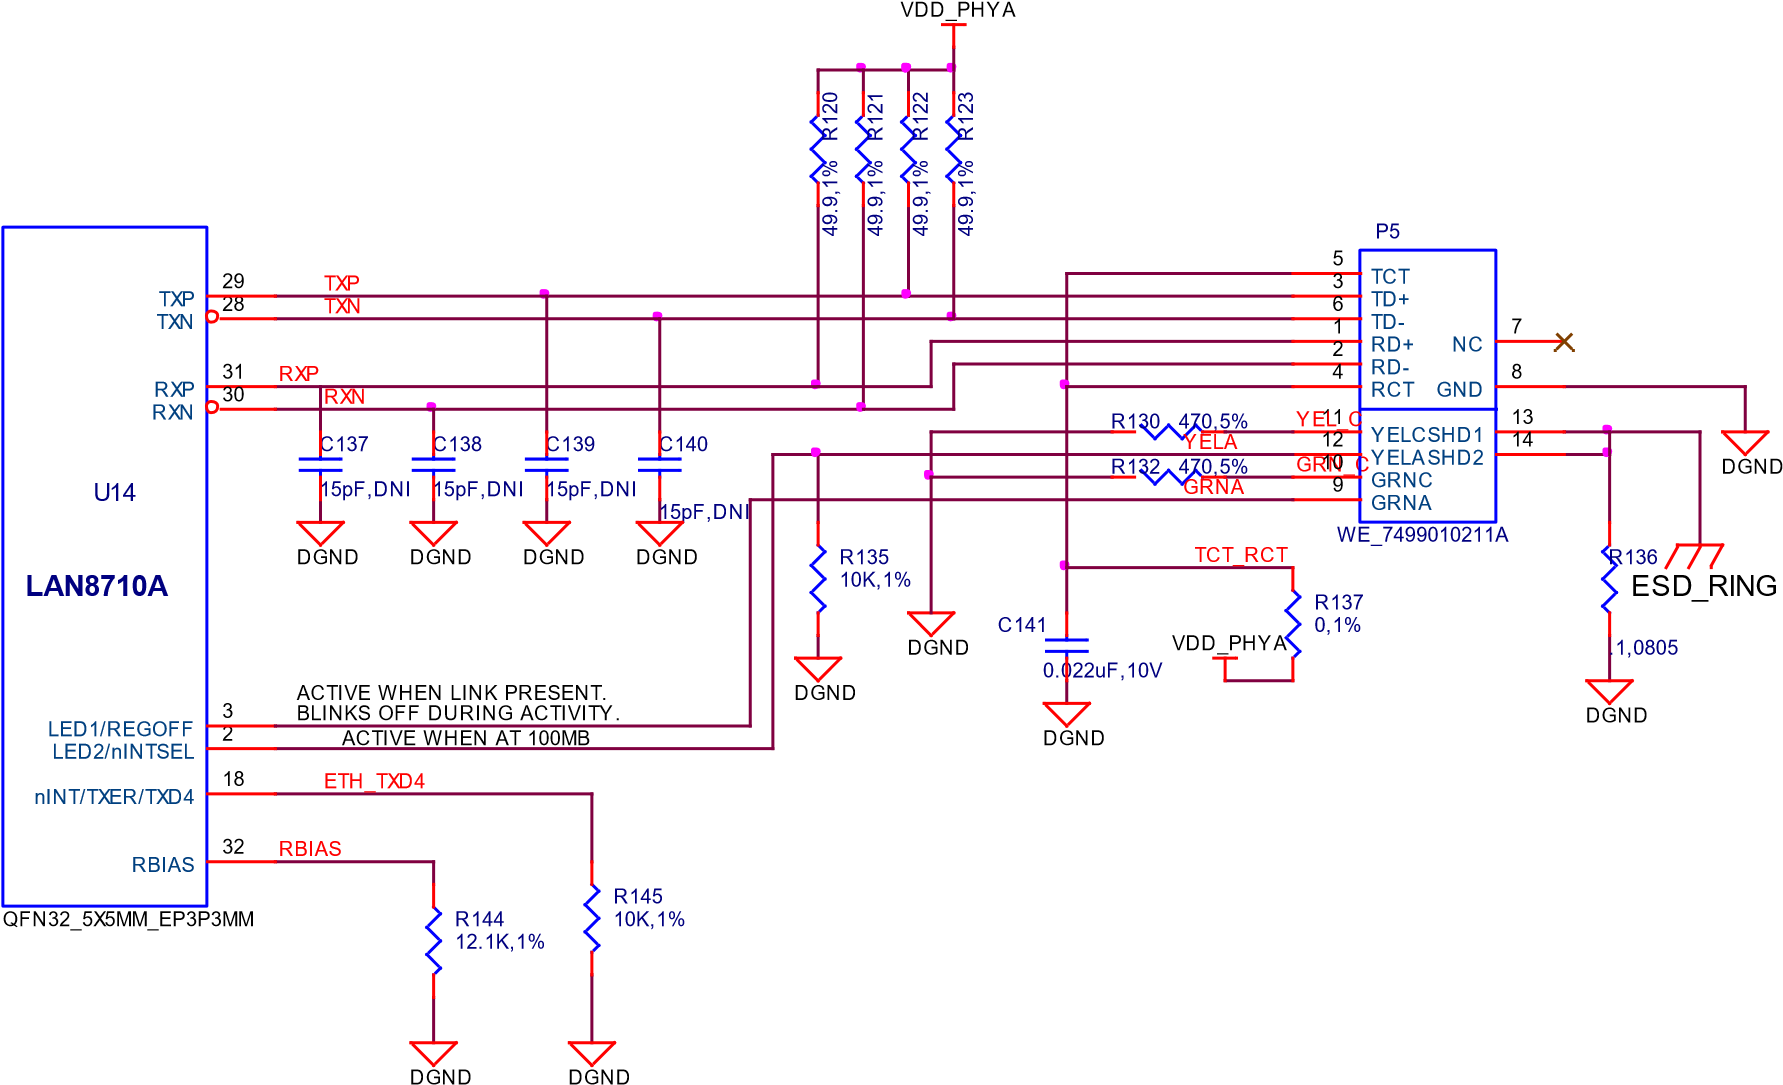 VDD_PHYA
R120
R121
R122
R123
49.9,1%
49.9,1%
49.9,1%
49.9,1%
U14
LAN8710A
QFN32_5X5MM_EP3P3MM
TXP
29
TXP
TXN
28
TXN
RXP
31
RXP
RXN
30
RXN
C137
15pF,DNI
DGND
C138
15pF,DNI
DGND
C139
15pF,DNI
DGND
C140
15pF,DNI
DGND
LED1/REGOFF
3
ACTIVE WHEN LINK PRESENT.
BLINKS OFF DURING ACTIVITY.
LED2/nINTSEL
2
ACTIVE WHEN AT 100MB
nINT/TXER/TXD4
18
ETH_TXD4
RBIAS
32
RBIAS
R144
12.1K,1%
DGND
R145
10K,1%
DGND
R135
10K,1%
DGND
DGND
R130
470,5%
YEL_C
YELA
R132
470,5%
GRN_C
GRNA
P5
5
TCT
3
TD+
6
TD-
1
RD+
2
RD-
4
RCT
11
YELC
12
YELA
10
GRNC
9
GRNA
NC
7
GND
8
SHD1
13
SHD2
14
WE_7499010211A
DGND
TCT_RCT
R137
0,1%
VDD_PHYA
C141
0.022uF,10V
DGND
R136
.1,0805
DGND
ESD_RING